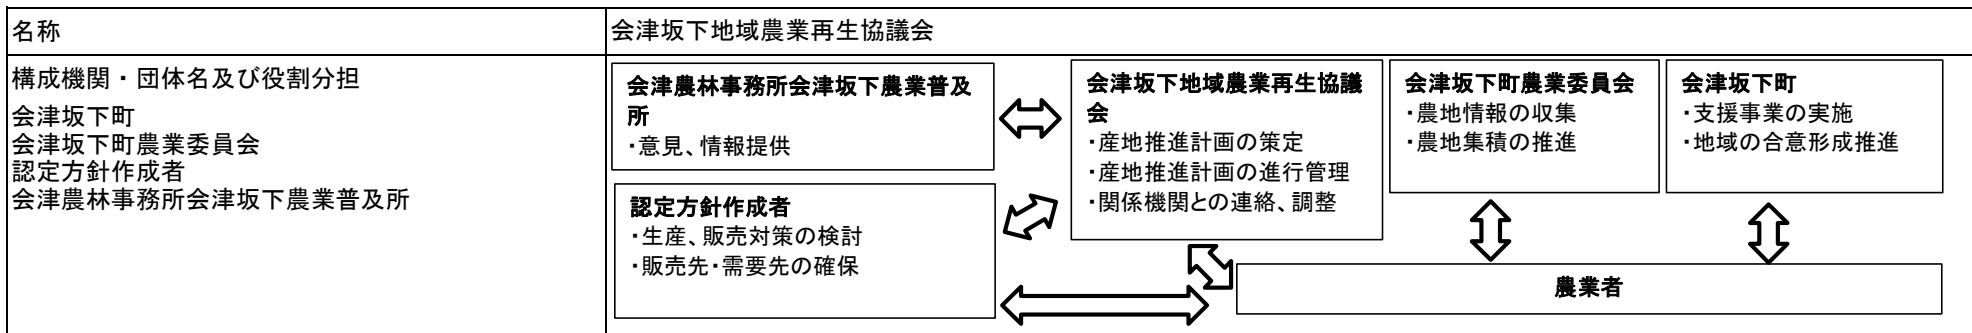 名称
会津坂下地域農業再生協議会
構成機関・団体名及び役割分担
会津坂下町
会津坂下町農業委員会
認定方針作成者
会津農林事務所会津坂下農業普及所
会津農林事務所会津坂下農業普及
所
・意見、情報提供
認定方針作成者
・生産、販売対策の検討
・販売先・需要先の確保
会津坂下地域農業再生協議
会
・産地推進計画の策定
・産地推進計画の進行管理
・関係機関との連絡、調整
会津坂下町農業委員会
・農地情報の収集
・農地集積の推進
会津坂下町
・支援事業の実施
・地域の合意形成推進
農業者